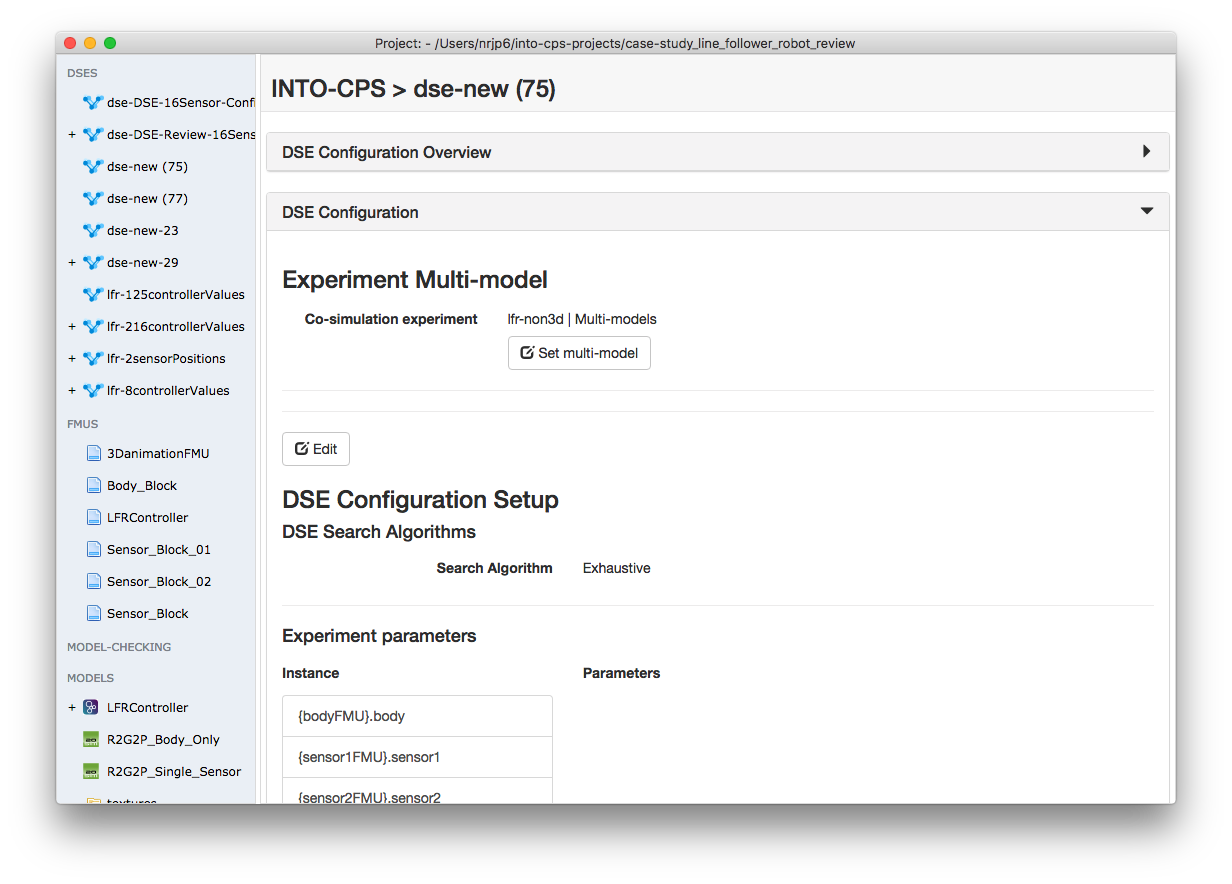 Project: - /Users/nrjp6/into-cps-projects/case-study_line_follower_robot_review
DSES
dse-DSE-16Sensor-Confi
+ dse-DSE-Review-16Sens
dse-new (75)
dse-new (77)
dse-new-23
+ dse-new-29
lfr-125controllerValues
+ lfr-216controllerValues
+ lfr-2sensorPositions
+ lfr-8controllerValues
FMUS
3DanimationFMU
Body_Block
LFRController
Sensor_Block_01
Sensor_Block_02
Sensor_Block
MODEL-CHECKING
MODELS
+ LFRController
R2G2P_Body_Only
R2G2P_Single_Sensor
textures
INTO-CPS > dse-new (75)
DSE Configuration Overview
DSE Configuration
Experiment Multi-model
Co-simulation experiment lfr-non3d | Multi-models
Set multi-model
Edit
DSE Configuration Setup
DSE Search Algorithms
Search Algorithm Exhaustive
Experiment parameters
Instance Parameters
{bodyFMU}.body
{sensor1FMU}.sensor1
{sensor2FMU}.sensor2